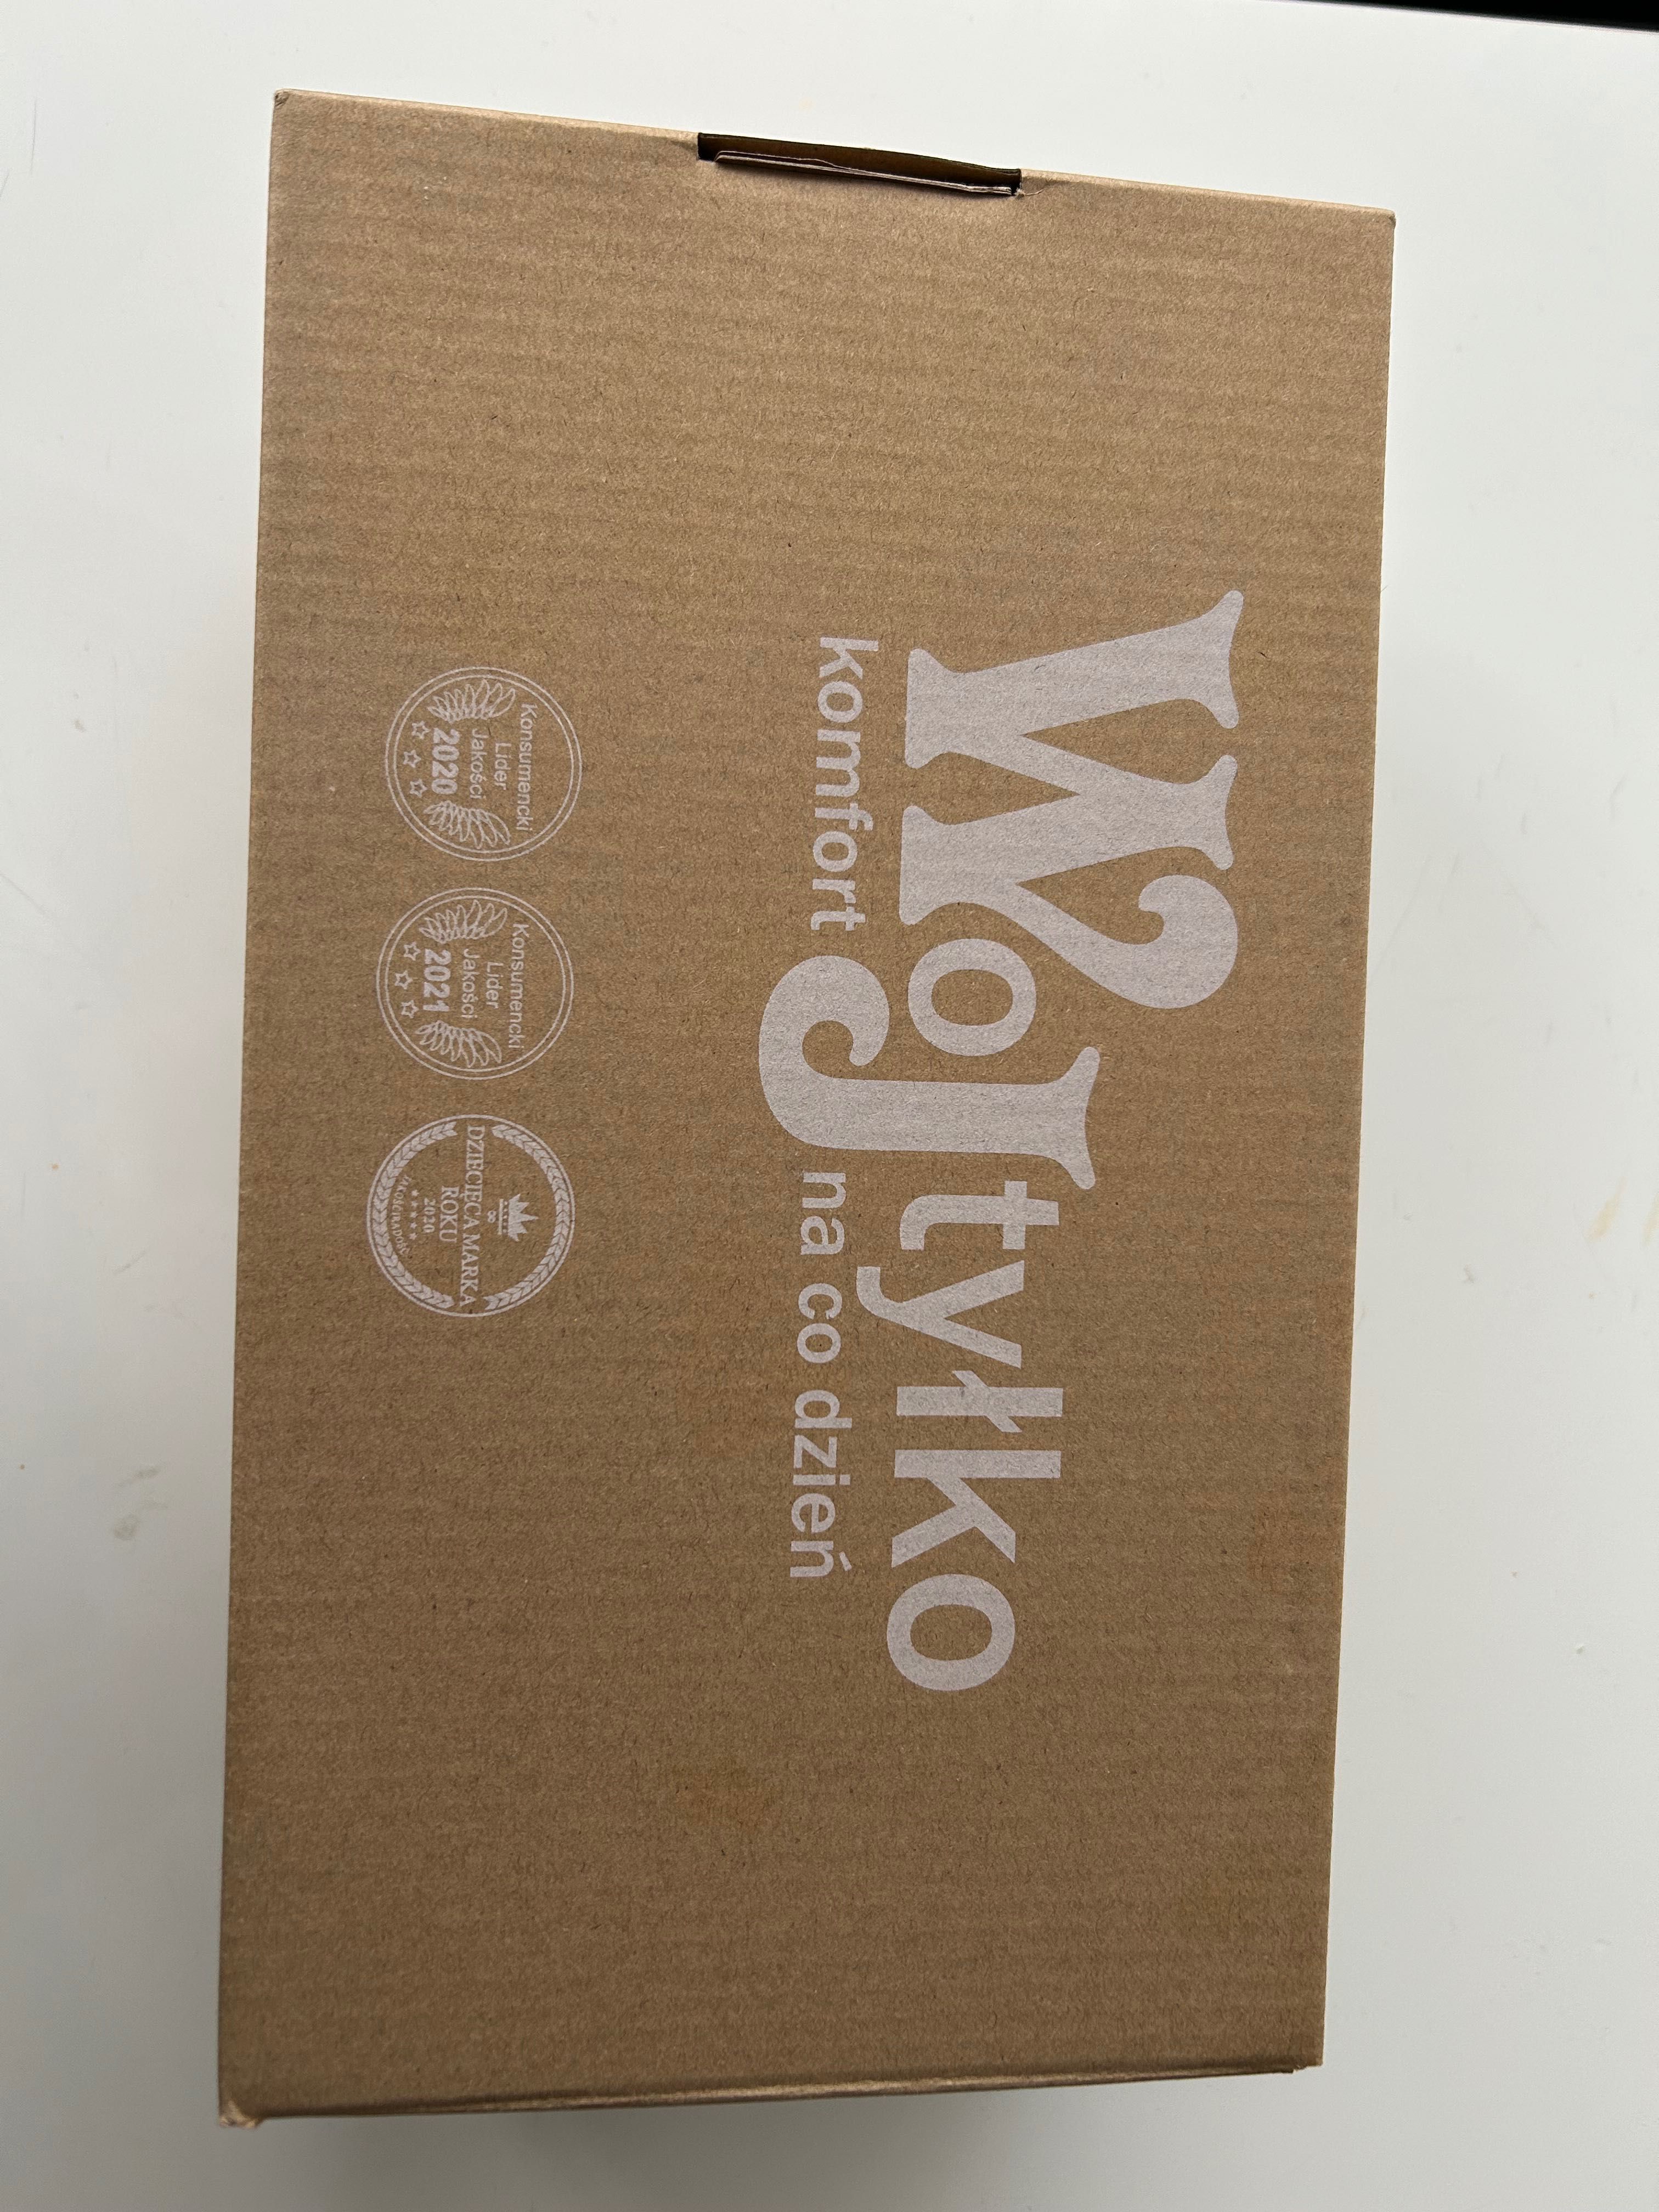 WoJtyłko
komfort na co dzień
Konsumencki
Lider
Jakości
2020
Konsumencki
Lider
Jakości
2021
DZIECIĘCA MARKA
ROKU
2020